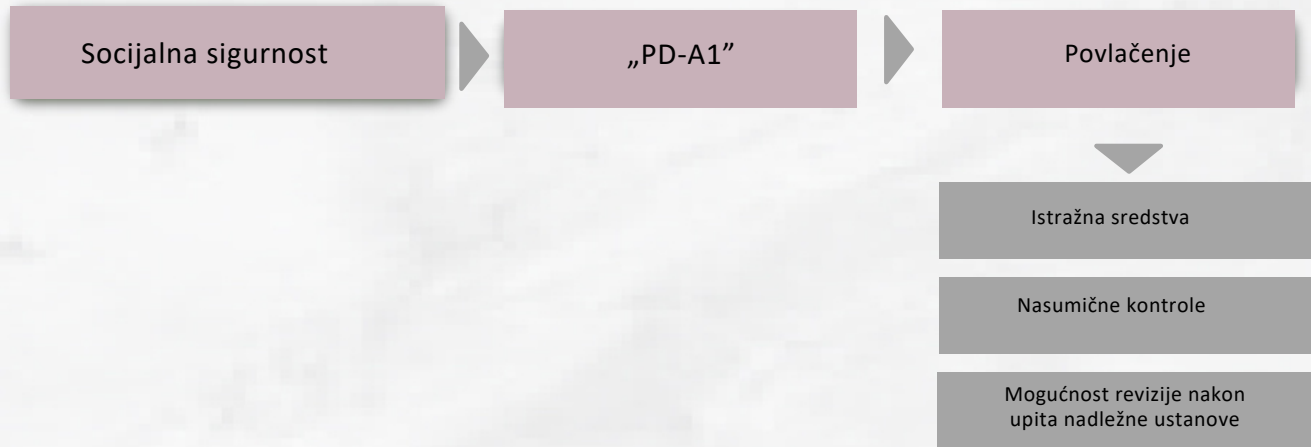 Socijalna sigurnost
„PD-A1”
Povlačenje
Istražna sredstva
Nasumične kontrole
Mogućnost revizije nakon
upita nadležne ustanove